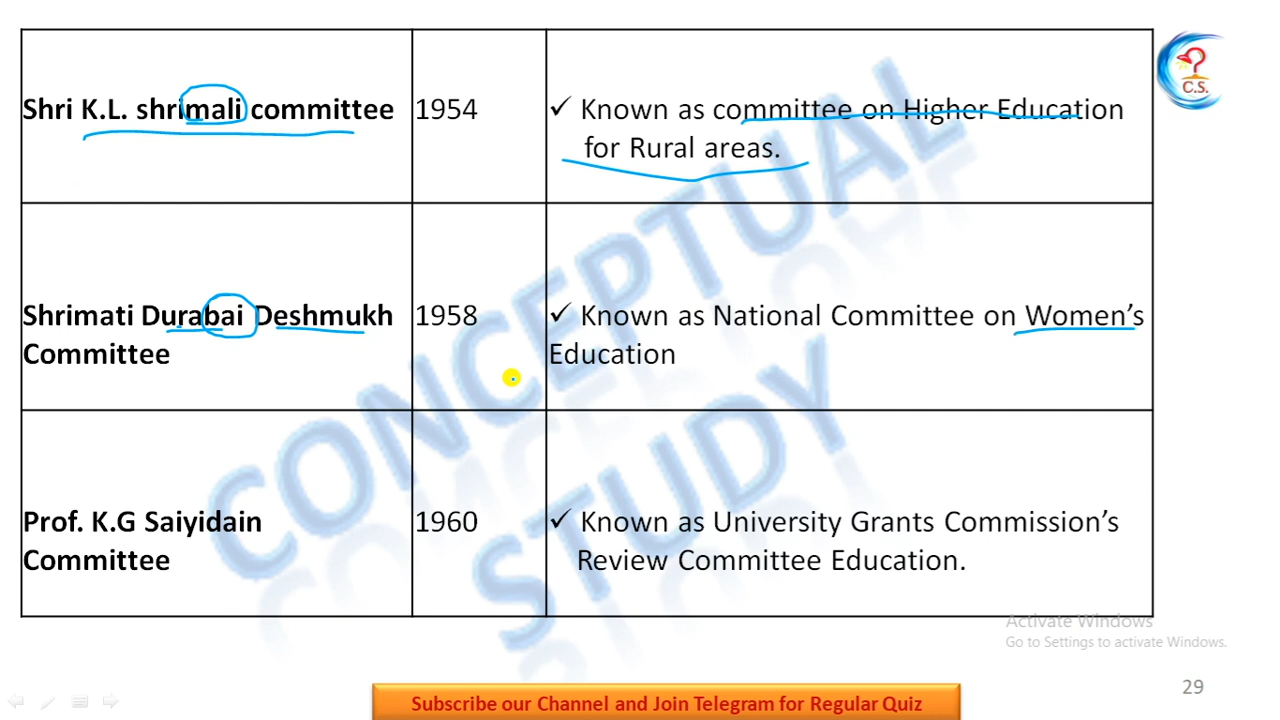 Shri K.L. shrimali committee
1954
✓ Known as committee on Higher Education
for Rural areas.
Shrimati Durabai Deshmukh
Committee
1958
✓ Known as National Committee on Women's
Education
Prof. K.G Saiyidain
Committee
1960
✓ Known as University Grants Commission's
Review Committee Education.
CONCEPTUAL
STUDY
C.S.
Activate Windows
Go to Settings to activate Windows.
29
Subscribe our Channel and Join Telegram for Regular Quiz